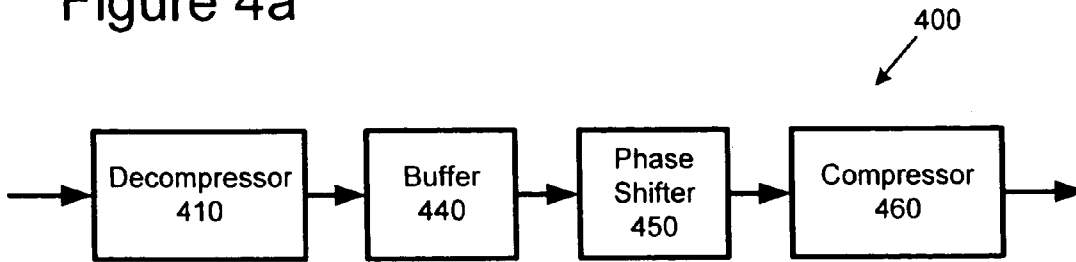 Figure 4a
400
Decompressor
410
Buffer
440
Phase
Shifter
450
Compressor
460